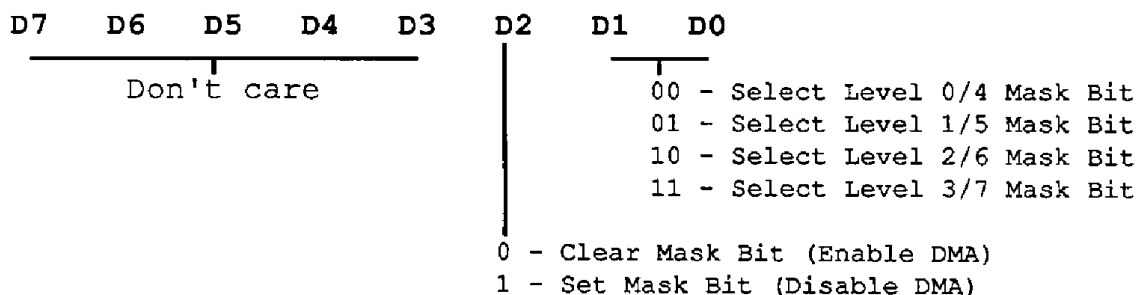 D7 D6 D5 D4 D3 D2 D1 D0
Don't care
00 - Select Level 0/4 Mask Bit
01 - Select Level 1/5 Mask Bit
10 - Select Level 2/6 Mask Bit
11 - Select Level 3/7 Mask Bit
0 - Clear Mask Bit (Enable DMA)
1 - Set Mask Bit (Disable DMA)